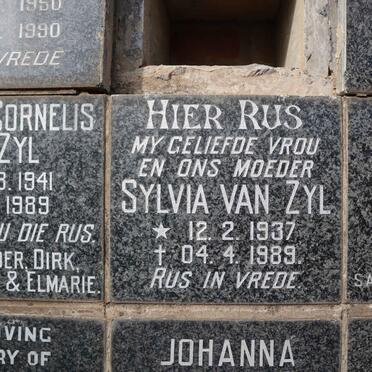 1950
1990
VREDE
CORNELIS
ZYL
1941
1989
U DIE RUS.
DER, DIRK,
& ELMARIE.
HIER RUS
MY GELIEFDE VROU
EN ONS MOEDER
SYLVIA VAN ZYL
★ 12. 2. 1937
† 04. 4. 1989.
RUS IN VREDE.
VING
RY OF
JOHANNA